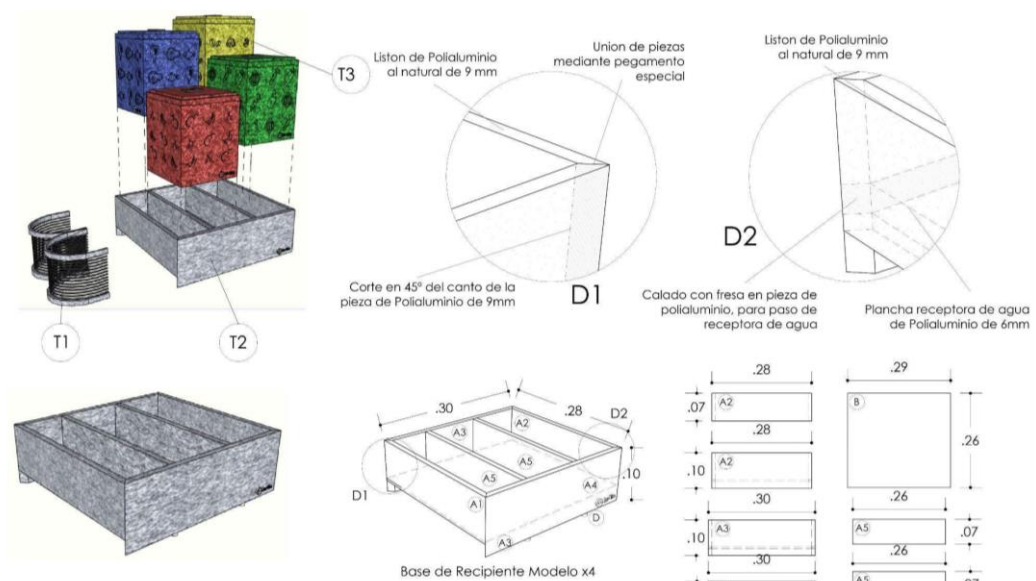 T3
T1
T2
Liston de Polialuminio
al natural de 9 mm
Union de piezas
mediante pegamento
especial
Corte en 45º del canto de la
pieza de Polialuminio de 9mm
D1
Liston de Polialuminio
al natural de 9 mm
D2
Calado con fresa en pieza de
polialuminio, para paso de
receptora de agua
Plancha receptora de agua
de Polialuminio de 6mm
.30
.28
D2
A2
A3
A5
A5
A4
.10
D1
A1
D
A3
Base de Recipiente Modelo x4
.28
.07
A2
.28
.10
A2
.30
.10
A3
.30
.29
B
.26
.26
A5
.07
.26
A5